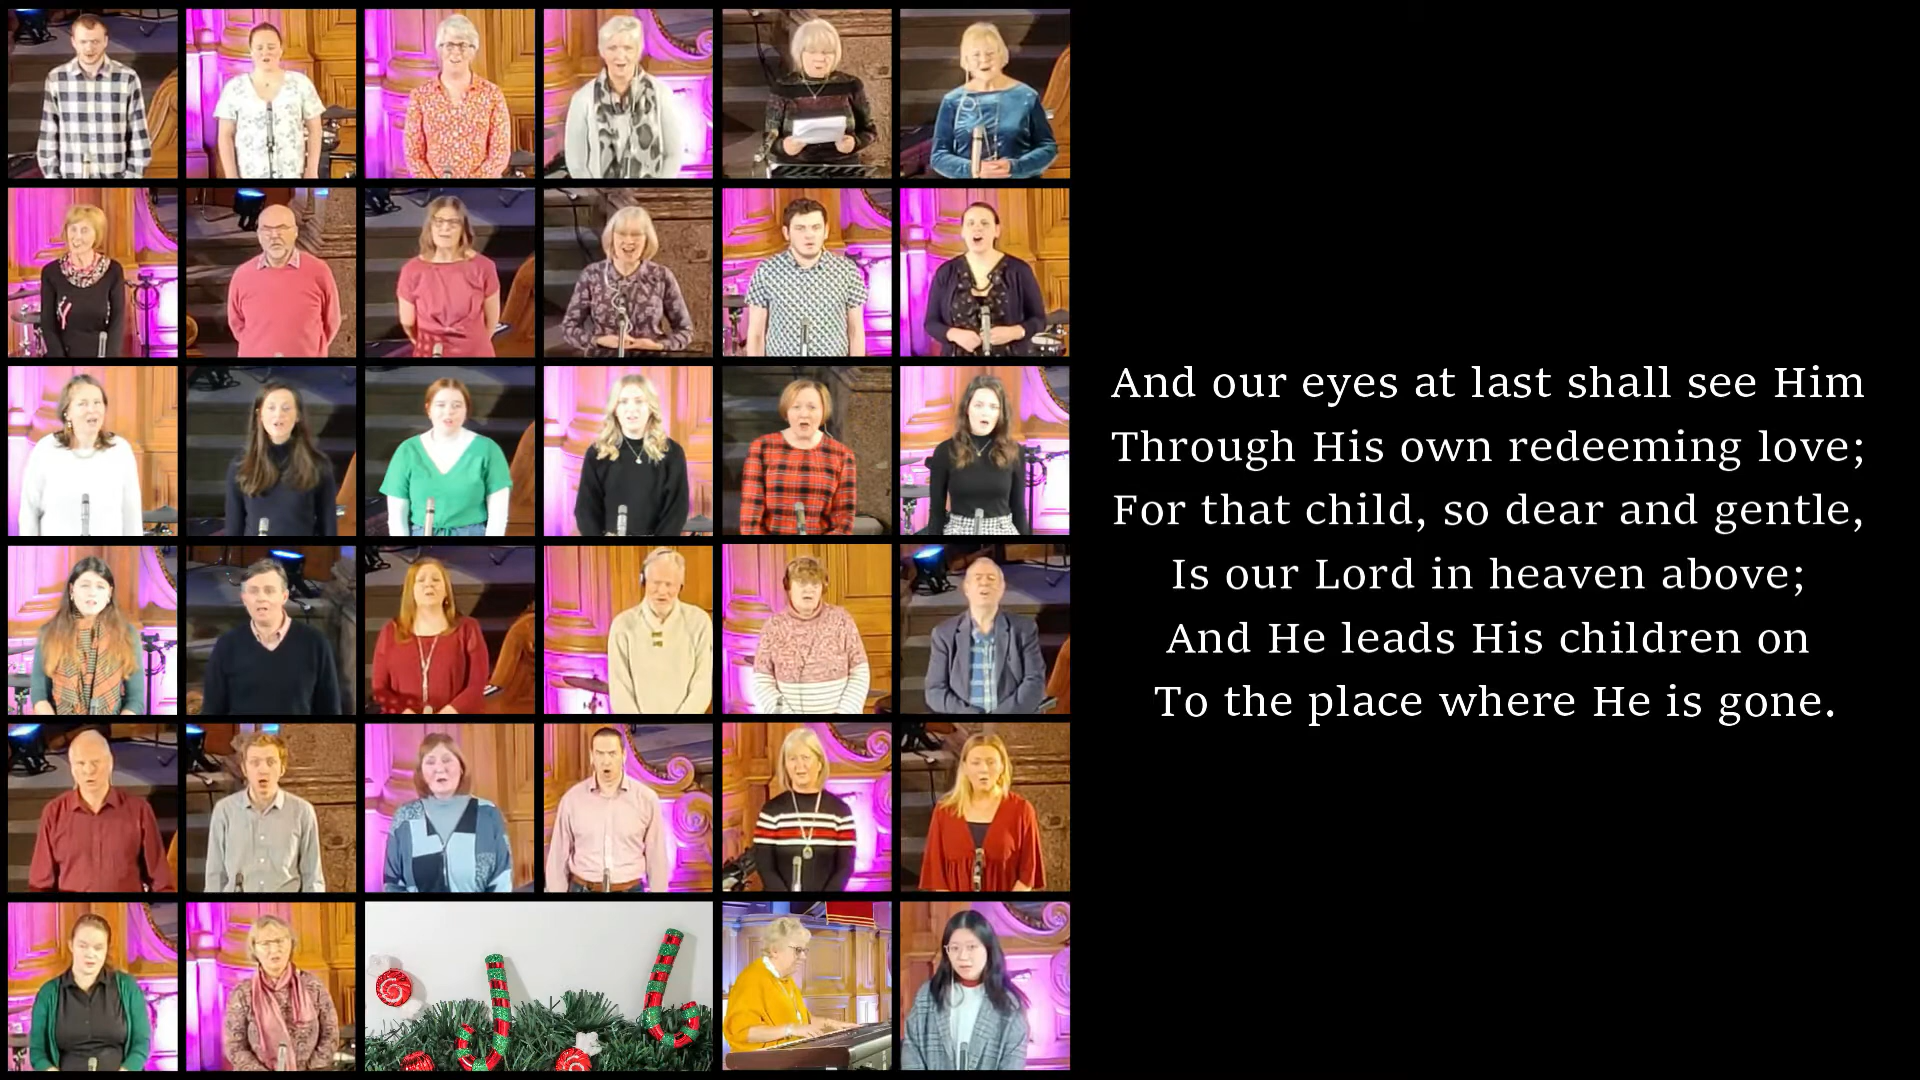 And our eyes at last shall see Him
Through His own redeeming love;
For that child, so dear and gentle,
Is our Lord in heaven above;
And He leads His children on
To the place where He is gone.